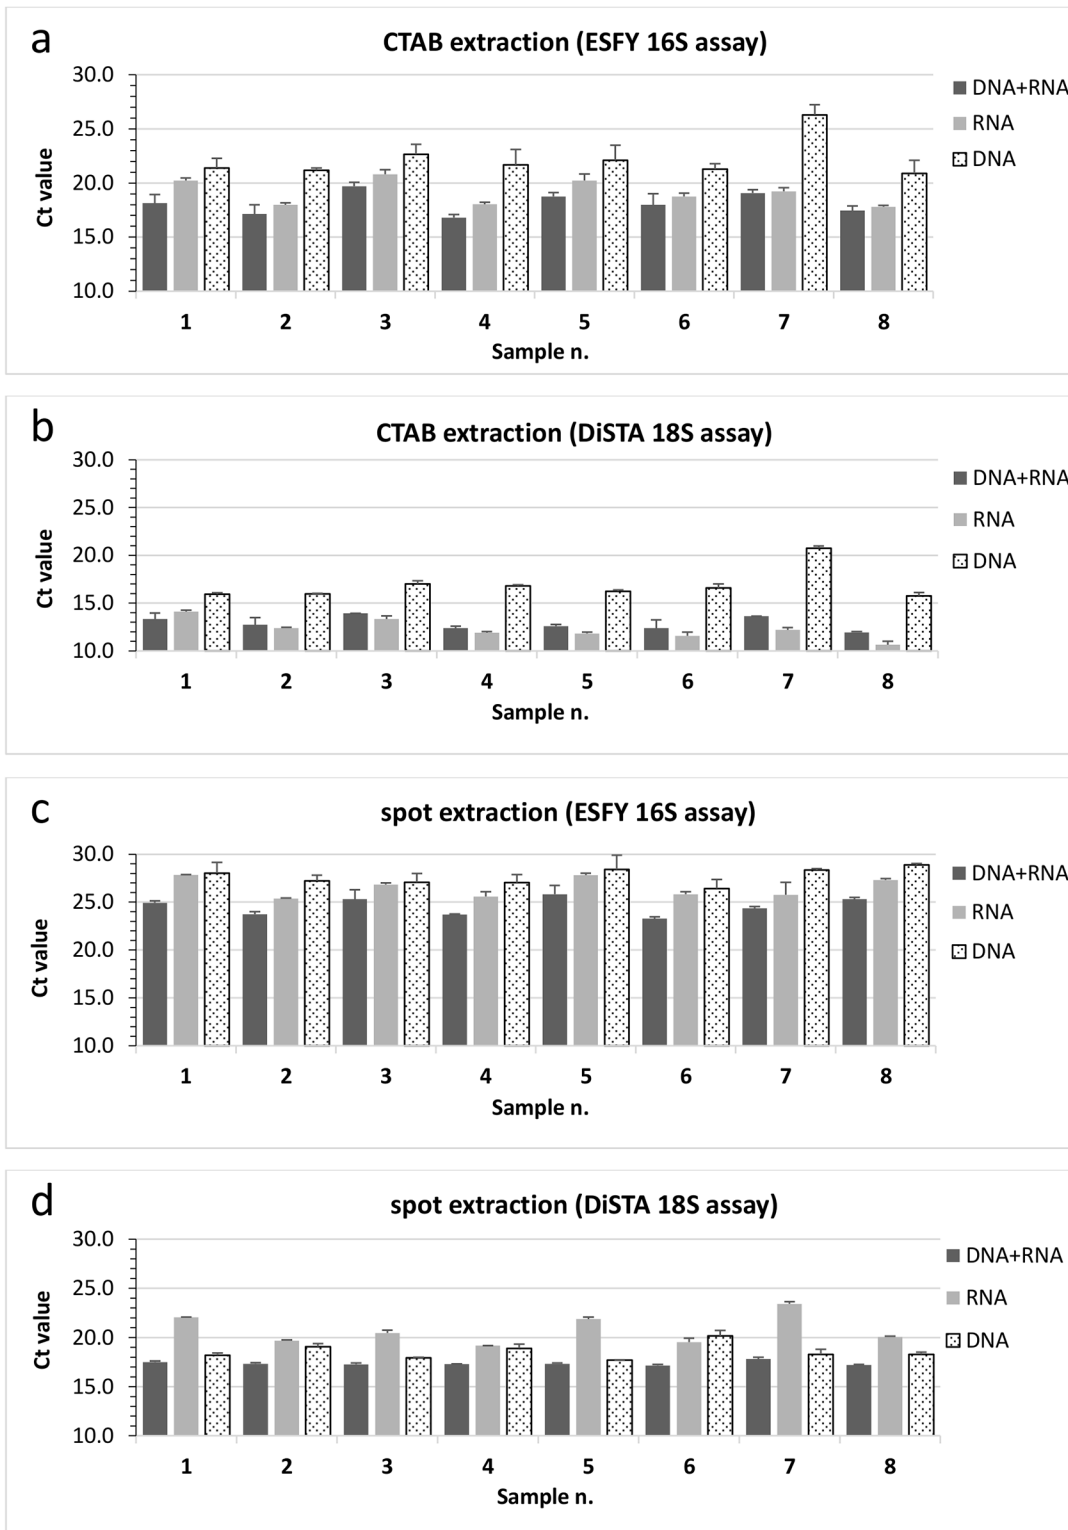 a
CTAB extraction (ESFY 16S assay)
30.0
25.0
20.0
15.0
10.0
Ct value
1 2 3 4 5 6 7 8
Sample n.
DNA+RNA
RNA
DNA
b
CTAB extraction (DiSTA 18S assay)
30.0
25.0
20.0
15.0
10.0
Ct value
1 2 3 4 5 6 7 8
Sample n.
DNA+RNA
RNA
DNA
c
spot extraction (ESFY 16S assay)
30.0
25.0
20.0
15.0
10.0
Ct value
1 2 3 4 5 6 7 8
Sample n.
DNA+RNA
RNA
DNA
d
spot extraction (DiSTA 18S assay)
30.0
25.0
20.0
15.0
10.0
Ct value
1 2 3 4 5 6 7 8
Sample n.
DNA+RNA
RNA
DNA